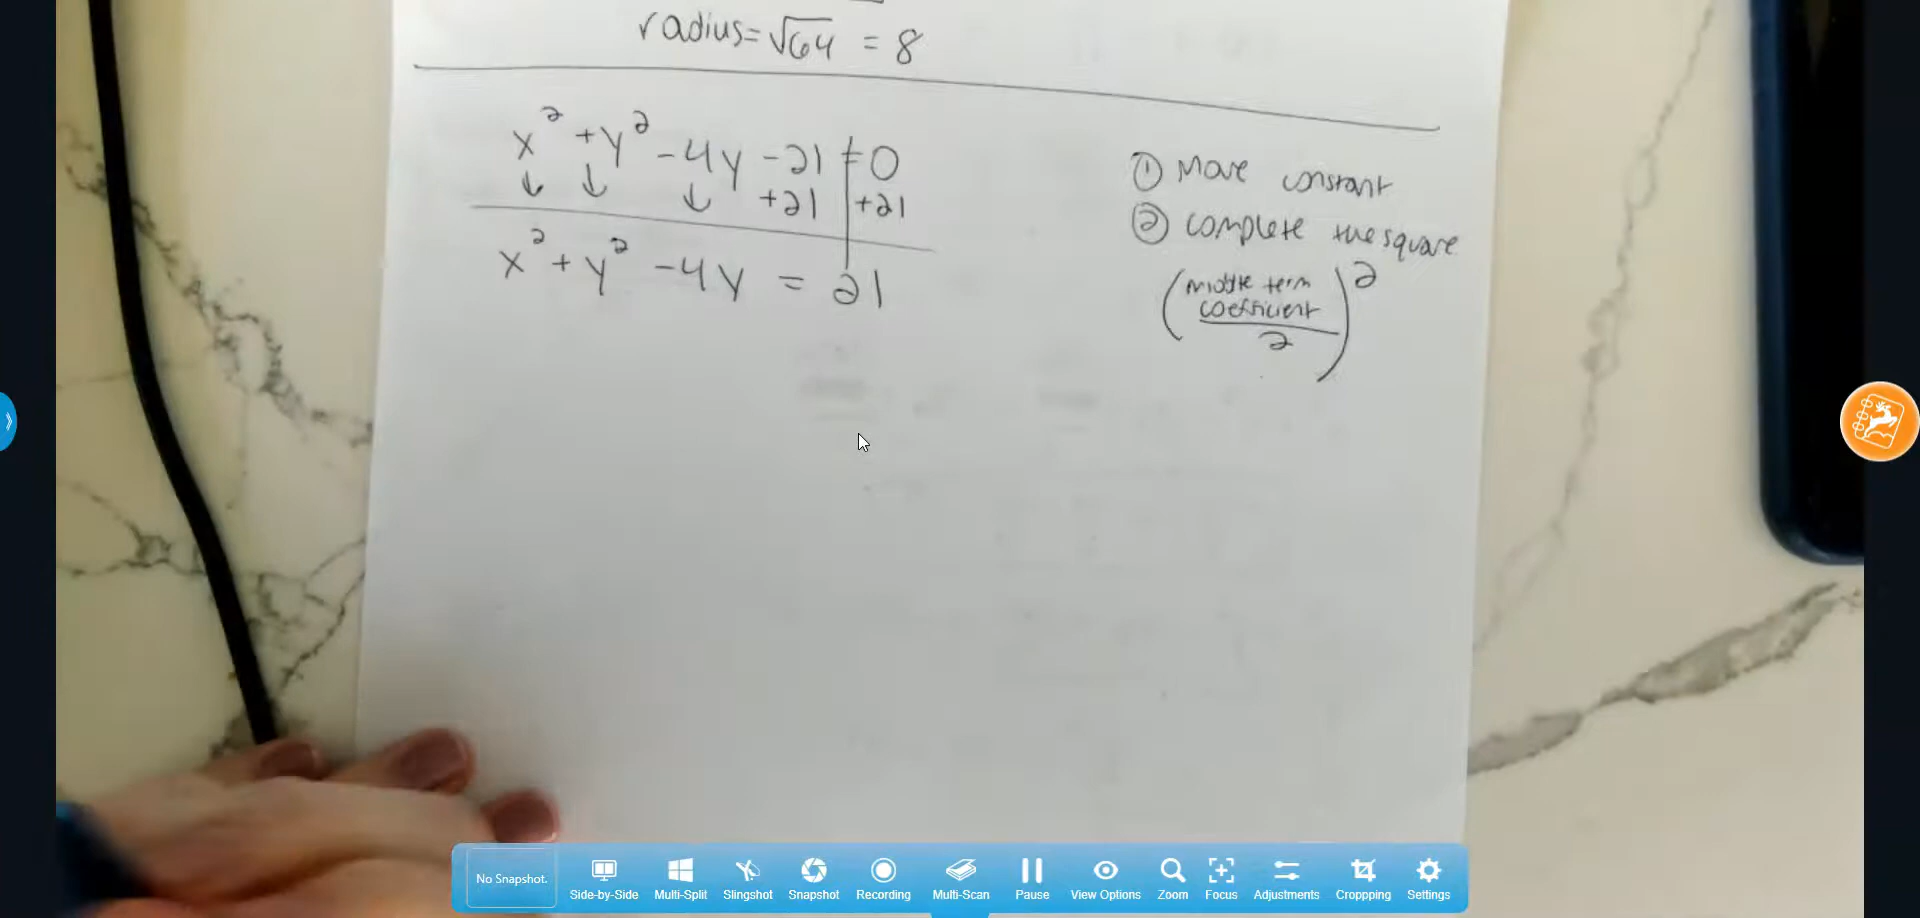 radius = √64 = 8
x² + y² - 4y - 21 = 0
↓ ↓ ↓ +21 +21
x² + y² - 4y = 21
① Move constant
② complete the square
(middle term
coefficient
2)²
No Snapshot.
Side-by-Side Multi-Split Slingshot Snapshot Recording Multi-Scan Pause View Options Zoom Focus Adjustments Croppping Settings